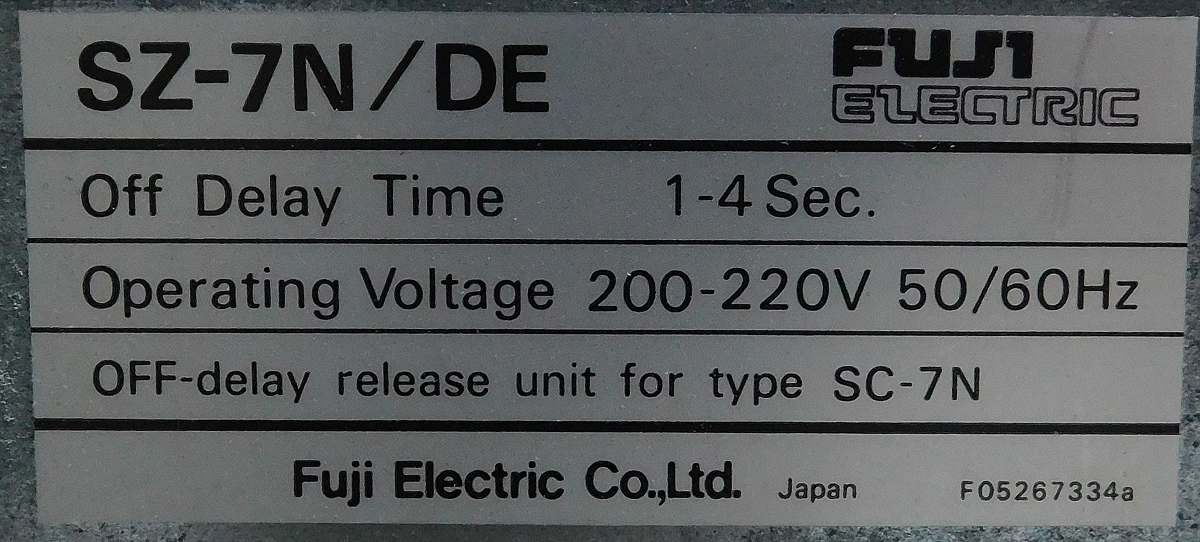 SZ-7N/DE
FUJI
ELECTRIC
Off Delay Time 1-4 Sec.
Operating Voltage 200-220V 50/60Hz
OFF-delay release unit for type SC-7N
Fuji Electric Co.,Ltd. Japan F05267334a